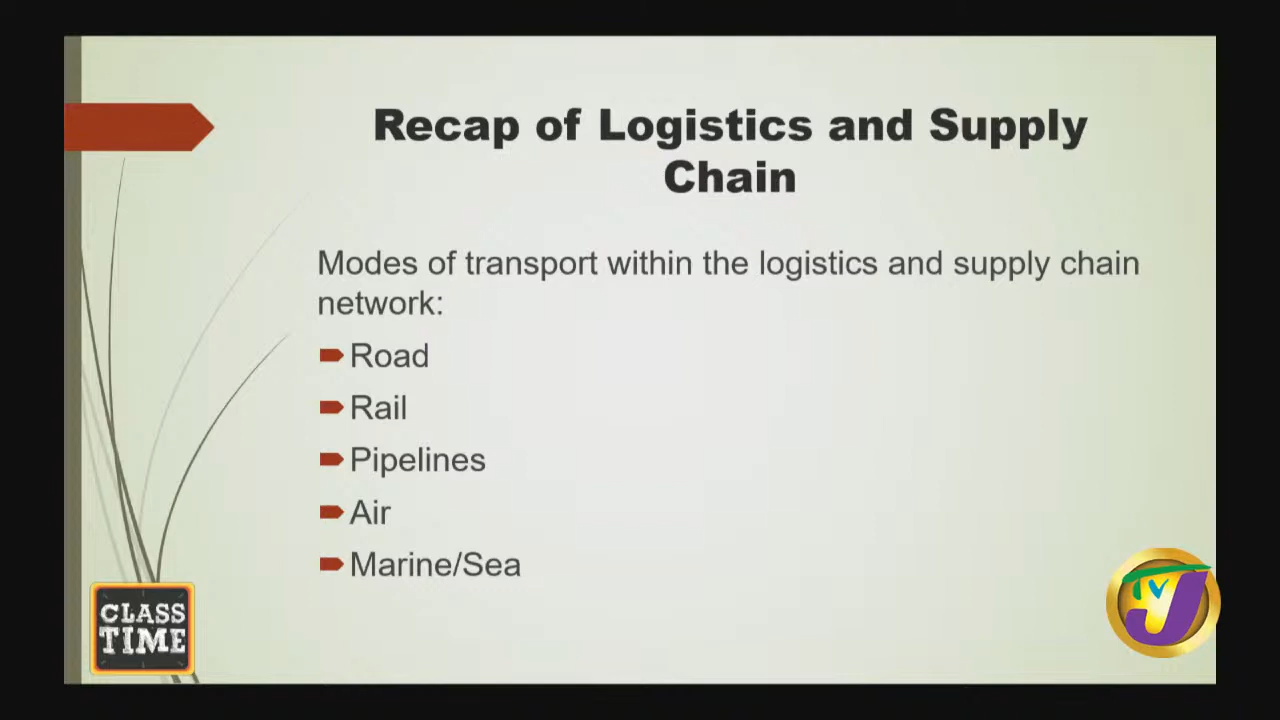 Recap of Logistics and Supply
Chain
Modes of transport within the logistics and supply chain
network:
Road
Rail
Pipelines
Air
Marine/Sea
CLASS
TIME
TVJ